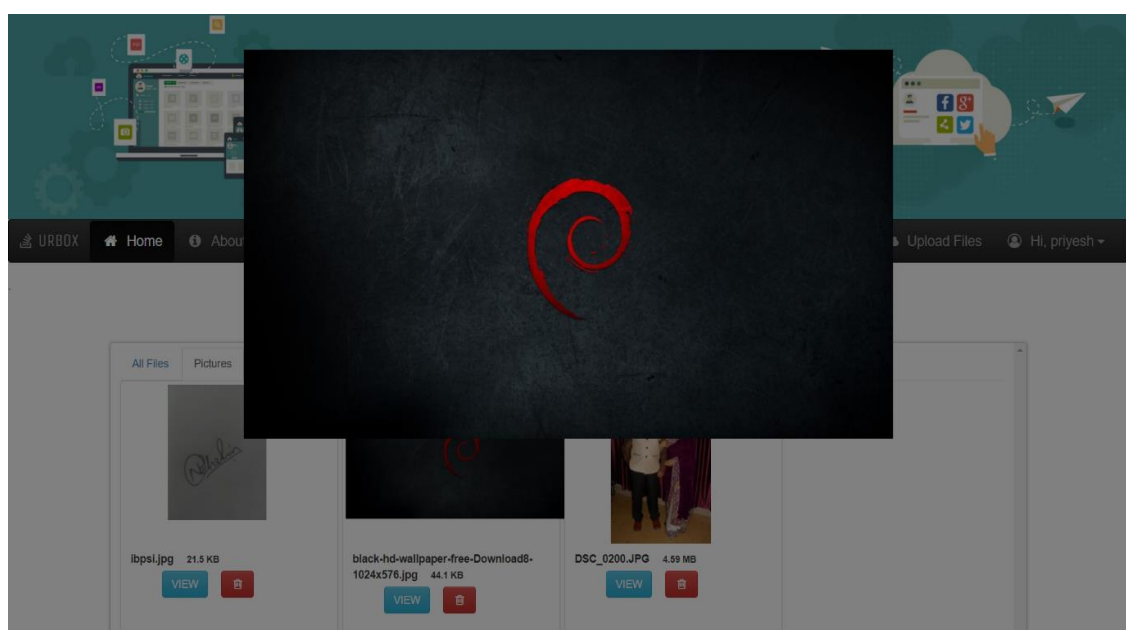 URBOX Home Upload Files Hi, priyesh
All Files Pictures
ibpsi.jpg 21.5 KB
VIEW
black-hd-wallpaper-free-Download8-
1024x576.jpg 44.1 KB
VIEW
DSC_0200.JPG 4.59 MB
VIEW